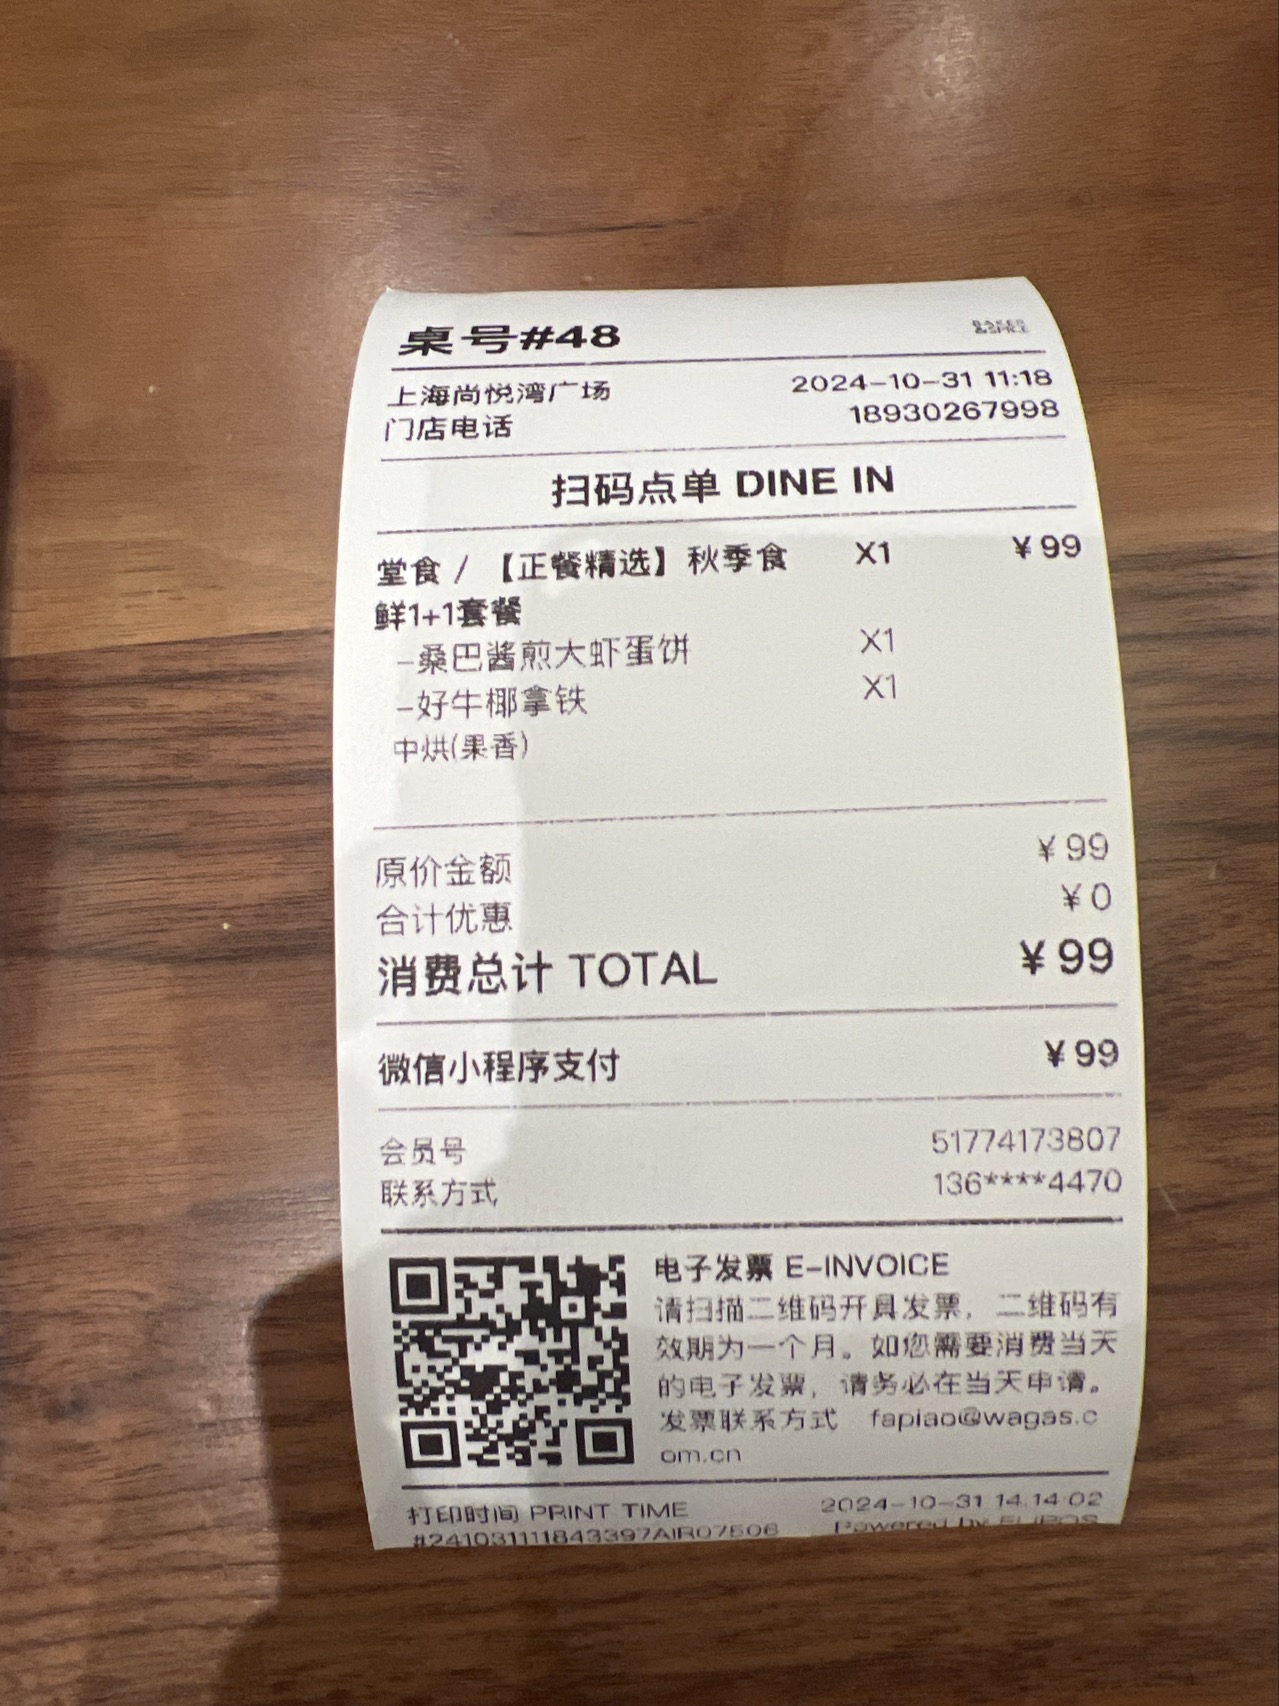 桌号#48
BAKER
&SPICE
上海尚悦湾广场 2024-10-31 11:18
门店电话 18930267998
扫码点单 DINE IN
堂食 / 【正餐精选】秋季食 X1 ¥99
鲜1+1套餐
-桑巴酱煎大虾蛋饼 X1
-好牛椰拿铁 X1
中烘(果香)
原价金额 ¥99
合计优惠 ¥0
消费总计 TOTAL ¥99
微信小程序支付 ¥99
会员号 51774173807
联系方式 136****4470
电子发票 E-INVOICE
请扫描二维码开具发票，二维码有
效期为一个月。如您需要消费当天
的电子发票，请务必在当天申请。
发票联系方式 fapiao@wagas.c
om.cn
打印时间 PRINT TIME 2024-10-31 14:14:02
#241031111843397AIR07506 Powered by